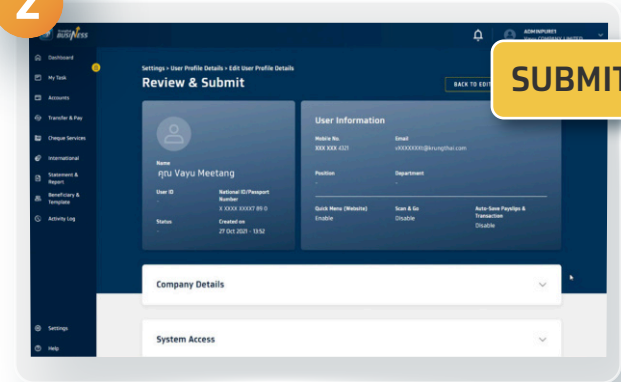 2
BUSINESS
ADMINPURE1
COMPANY LIMITED
Dashboard
My Task
Accounts
Transfer & Pay
Cheque Services
International
Statement &
Report
Beneficiary &
Template
Activity Log
Settings
Help
Settings > User Profile Details > Edit User Profile Details
Review & Submit
BACK TO EDIT
SUBMIT
Name
คุณ Vayu Meetang
User ID
-
National ID/Passport
Number
X XXXX XXXX7 89 0
Status
-
Created on
27 Oct 2021 - 13:52
User Information
Mobile No.
XXX XXX 4321
Email
vXXXXXXX@krungthai.com
Position
-
Department
-
Quick Menu (Website)
Enable
Scan & Go
Disable
Auto-Save Payslips &
Transaction
Disable
Company Details
System Access